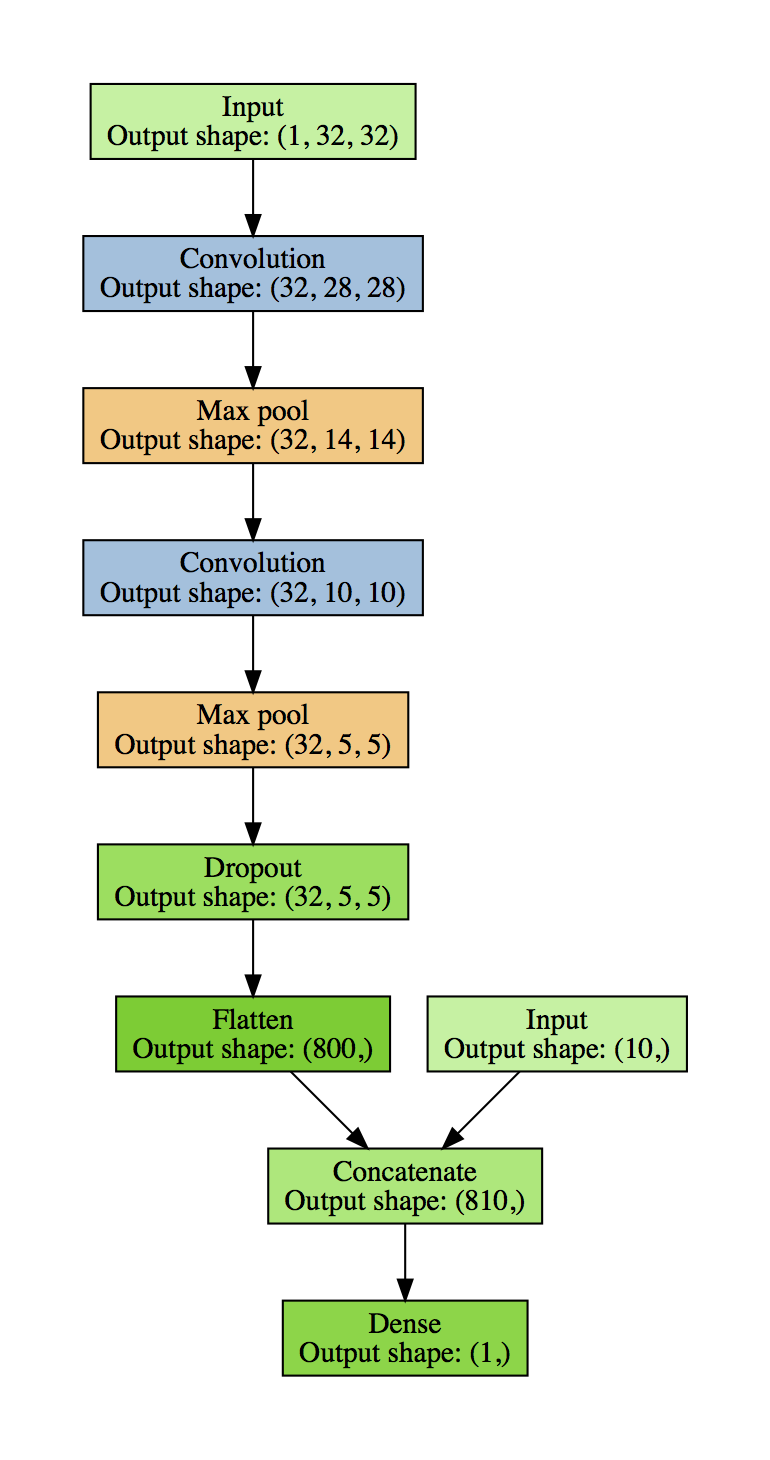 Input
Output shape: (1, 32, 32)
Convolution
Output shape: (32, 28, 28)
Max pool
Output shape: (32, 14, 14)
Convolution
Output shape: (32, 10, 10)
Max pool
Output shape: (32, 5, 5)
Dropout
Output shape: (32, 5, 5)
Flatten
Output shape: (800,)
Input
Output shape: (10,)
Concatenate
Output shape: (810,)
Dense
Output shape: (1,)